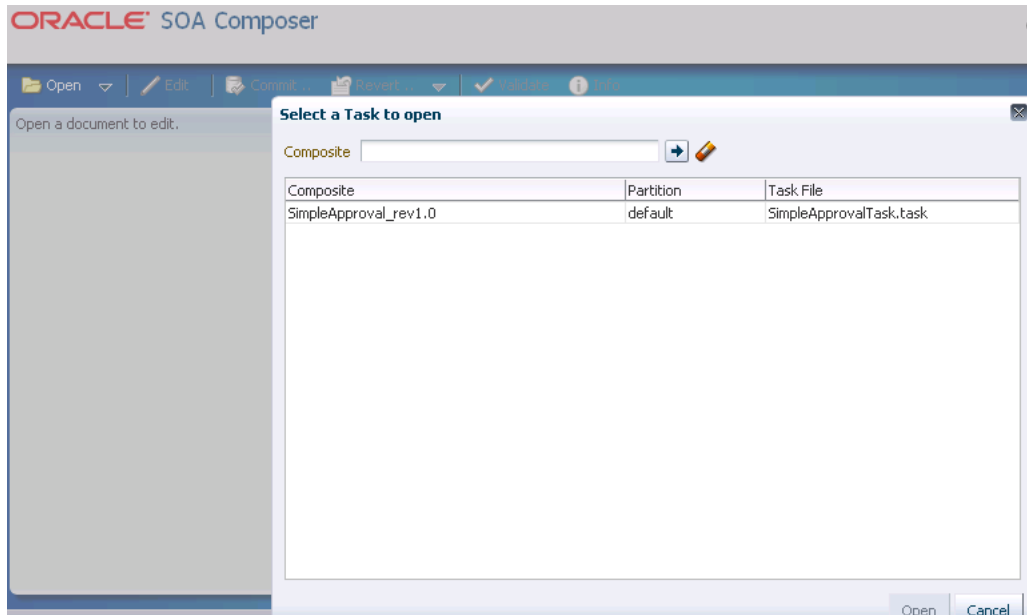 ORACLE SOA Composer
Open Edit Commit... Revert... Validate Info
Open a document to edit.
Select a Task to open
Composite
Composite Partition Task File
SimpleApproval_rev1.0 default SimpleApprovalTask.task
Open Cancel